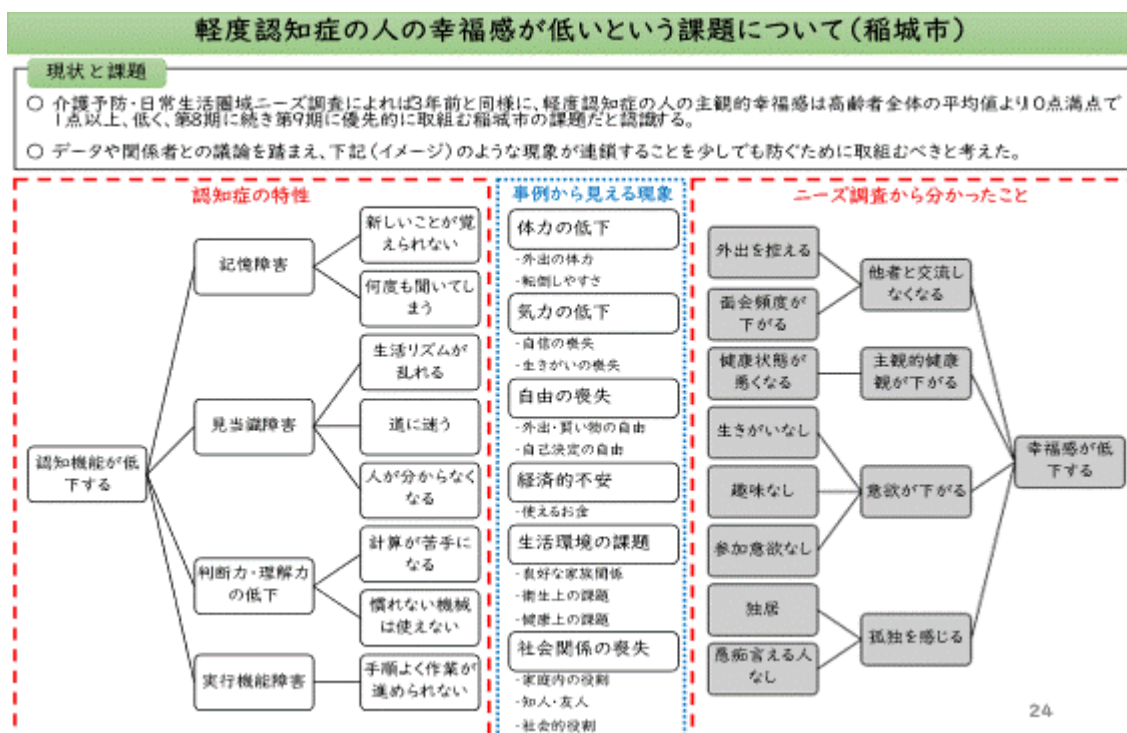 軽度認知症の人の幸福感が低いという課題について(稲城市)
現状と課題
○ 介護予防・日常生活圏域ニーズ調査によれば3年前と同様に、軽度認知症の人の主観的幸福感は高齢者全体の平均値より10点満点で
1点以上、低く、第8期に続き第9期に優先的に取組む稲城市の課題だと認識する。
○ データや関係者との議論を踏まえ、下記(イメージ)のような現象が連鎖することを少しでも防ぐために取組むべきと考えた。
認知症の特性
認知機能が低
下する
記憶障害
新しいことが覚
えられない
何度も聞いてし
まう
見当識障害
生活リズムが
乱れる
道に迷う
人が分からなく
なる
判断力・理解力
の低下
計算が苦手に
なる
慣れない機械
は使えない
実行機能障害
手順よく作業が
進められない
事例から見える現象
体力の低下
-外出の体力
-転倒しやすさ
気力の低下
-自信の喪失
-生きがいの喪失
自由の喪失
-外出・買い物の自由
-自己決定の自由
経済的不安
-使えるお金
生活環境の課題
-良好な家族関係
-衛生上の課題
-健康上の課題
社会関係の喪失
-家庭内の役割
-知人・友人
-社会的役割
ニーズ調査から分かったこと
外出を控える
面会頻度が
下がる
他者と交流し
なくなる
健康状態が
悪くなる
主観的健康
観が下がる
生きがいなし
趣味なし
参加意欲なし
意欲が下がる
独居
愚痴言える人
なし
孤独を感じる
幸福感が低
下する
24